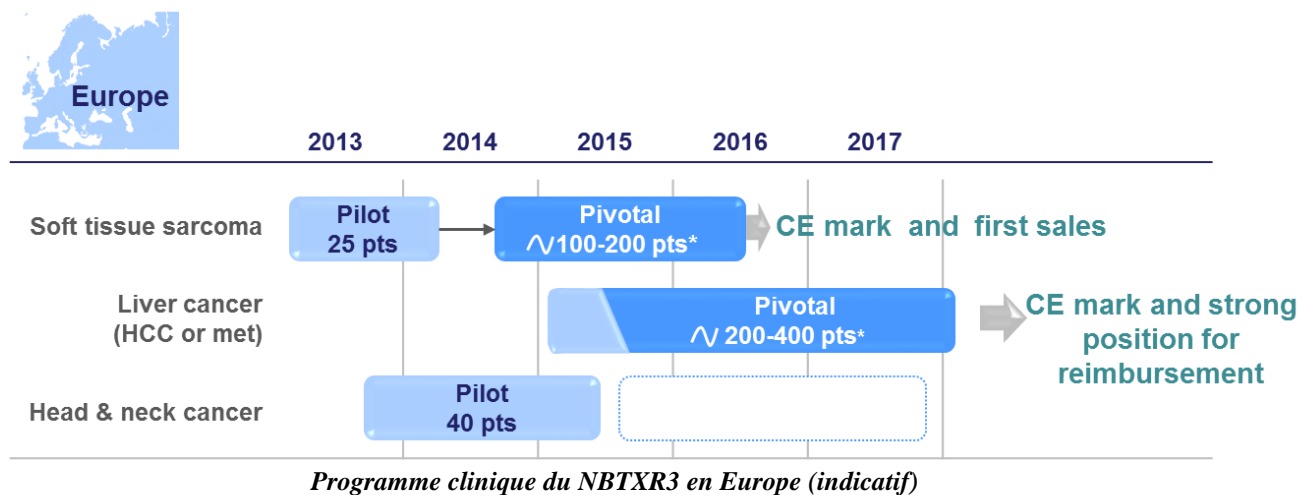 Europe
2013 2014 2015 2016 2017
Soft tissue sarcoma
Pilot
25 pts
Pivotal
∿100-200 pts*
CE mark and first sales
Liver cancer
(HCC or met)
Pivotal
∿ 200-400 pts*
CE mark and strong
position for
reimbursement
Head & neck cancer
Pilot
40 pts
Programme clinique du NBTXR3 en Europe (indicatif)